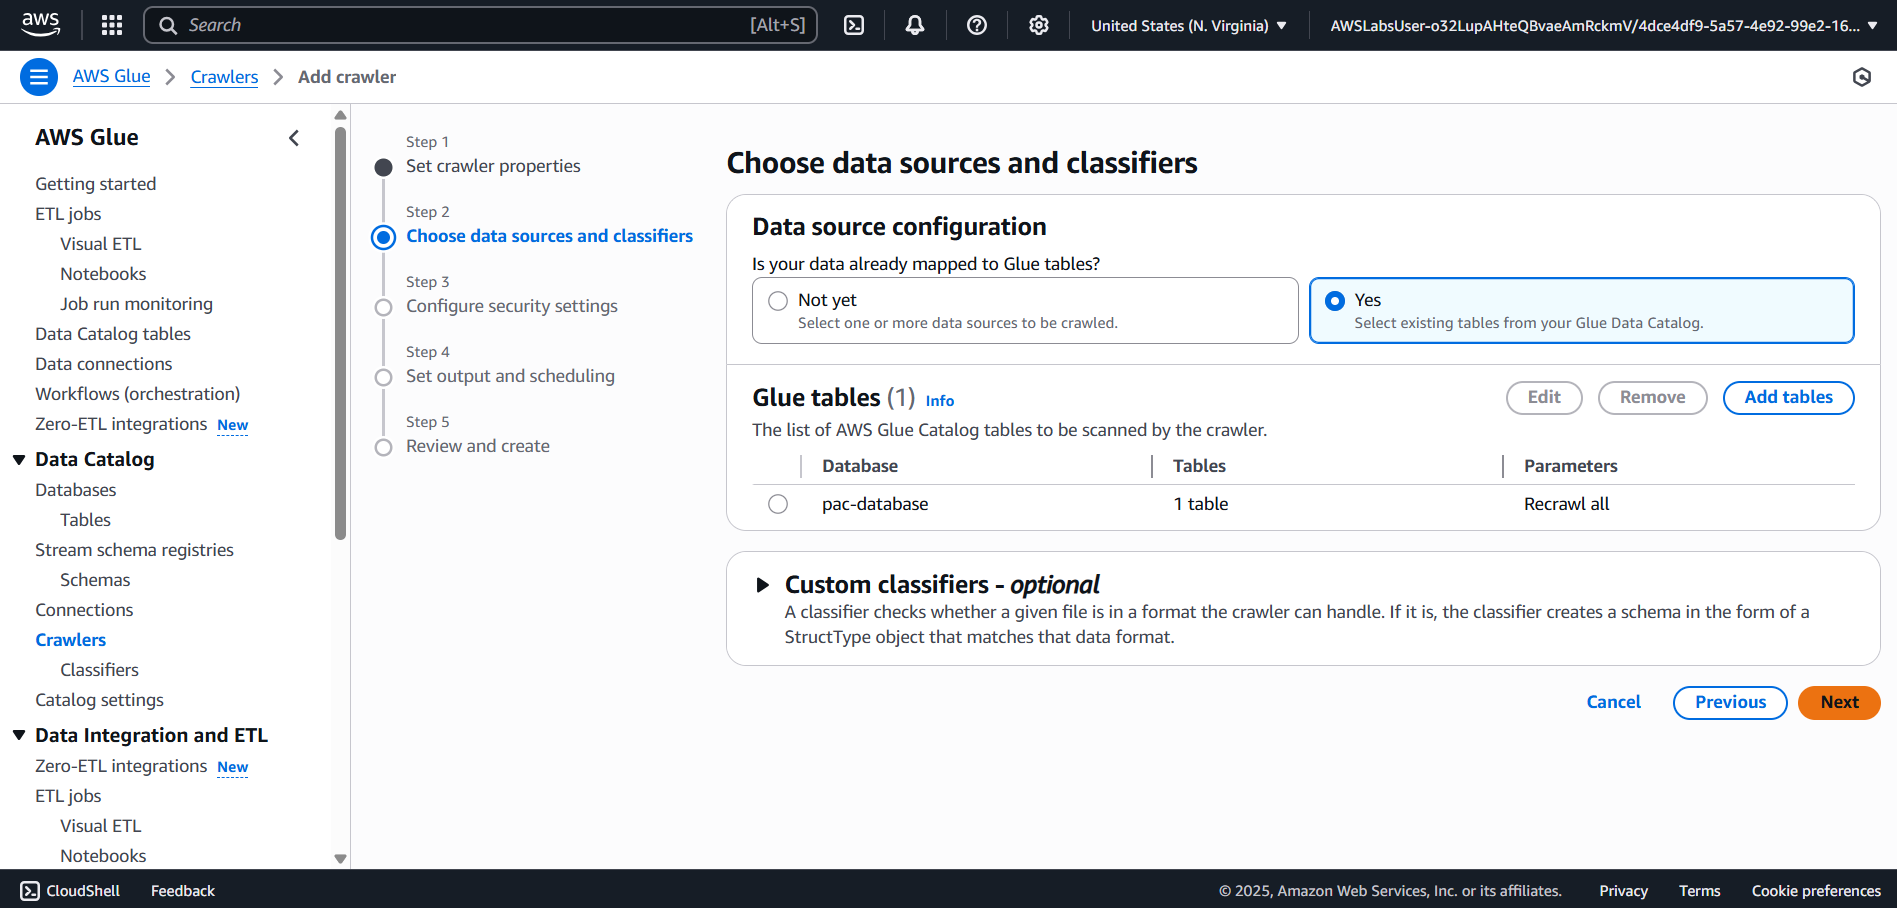 aws
Search
[Alt+S]
United States (N. Virginia)
AWSLabsUser-o32LupAHteQBvaeAmRckmV/4dce4df9-5a57-4e92-99e2-16...
AWS Glue
Crawlers
Add crawler
AWS Glue
Getting started
ETL jobs
Visual ETL
Notebooks
Job run monitoring
Data Catalog tables
Data connections
Workflows (orchestration)
Zero-ETL integrations New
Data Catalog
Databases
Tables
Stream schema registries
Schemas
Connections
Crawlers
Classifiers
Catalog settings
Data Integration and ETL
Zero-ETL integrations New
ETL jobs
Visual ETL
Notebooks
Step 1
Set crawler properties
Step 2
Choose data sources and classifiers
Step 3
Configure security settings
Step 4
Set output and scheduling
Step 5
Review and create
Choose data sources and classifiers
Data source configuration
Is your data already mapped to Glue tables?
Not yet
Select one or more data sources to be crawled.
Yes
Select existing tables from your Glue Data Catalog.
Glue tables (1) Info
Edit
Remove
Add tables
The list of AWS Glue Catalog tables to be scanned by the crawler.
Database
Tables
Parameters
pac-database
1 table
Recrawl all
Custom classifiers - optional
A classifier checks whether a given file is in a format the crawler can handle. If it is, the classifier creates a schema in the form of a
StructType object that matches that data format.
Cancel
Previous
Next
CloudShell
Feedback
© 2025, Amazon Web Services, Inc. or its affiliates.
Privacy
Terms
Cookie preferences